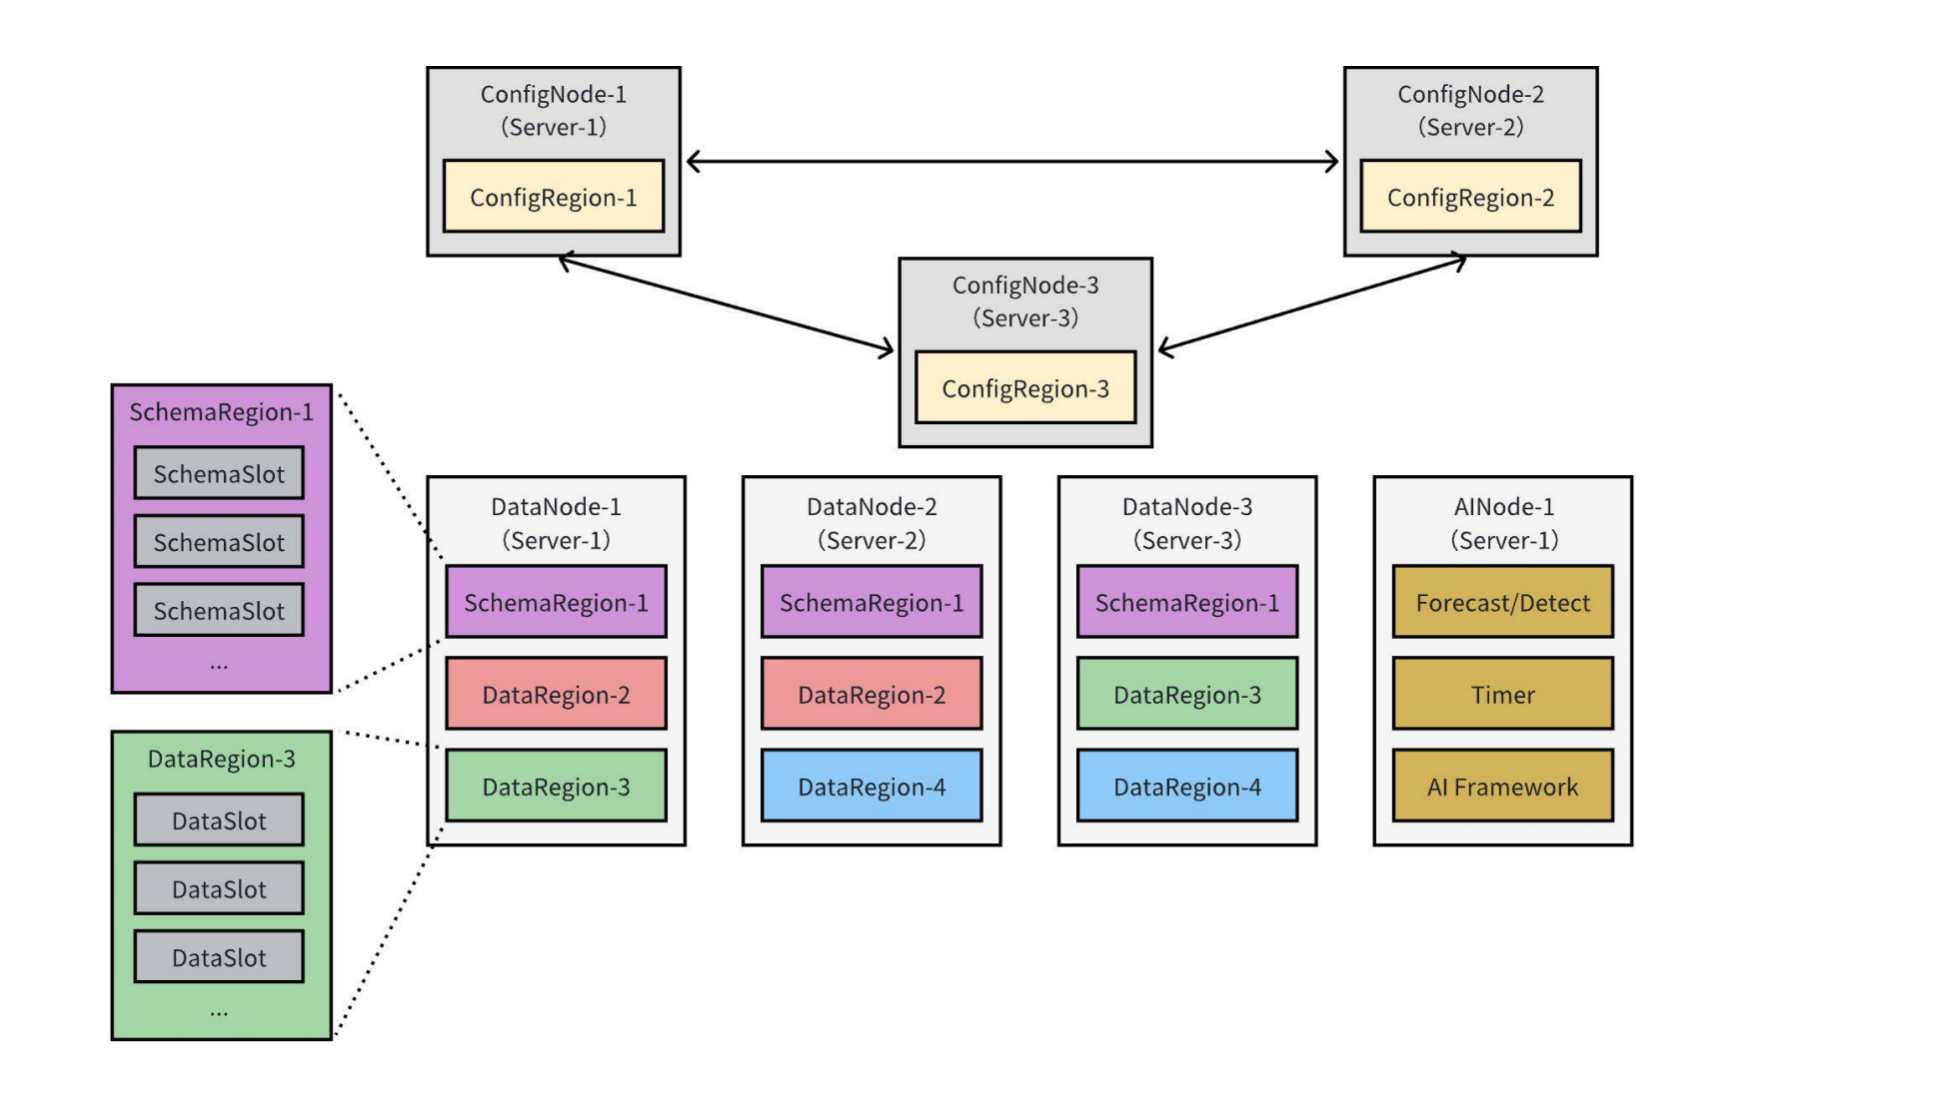 ConfigNode-1
(Server-1)
ConfigRegion-1
ConfigNode-2
(Server-2)
ConfigRegion-2
ConfigNode-3
(Server-3)
ConfigRegion-3
SchemaRegion-1
SchemaSlot
SchemaSlot
SchemaSlot
...
DataRegion-3
DataSlot
DataSlot
DataSlot
...
DataNode-1
(Server-1)
SchemaRegion-1
DataRegion-2
DataRegion-3
DataNode-2
(Server-2)
SchemaRegion-1
DataRegion-2
DataRegion-4
DataNode-3
(Server-3)
SchemaRegion-1
DataRegion-3
DataRegion-4
AINode-1
(Server-1)
Forecast/Detect
Timer
AI Framework